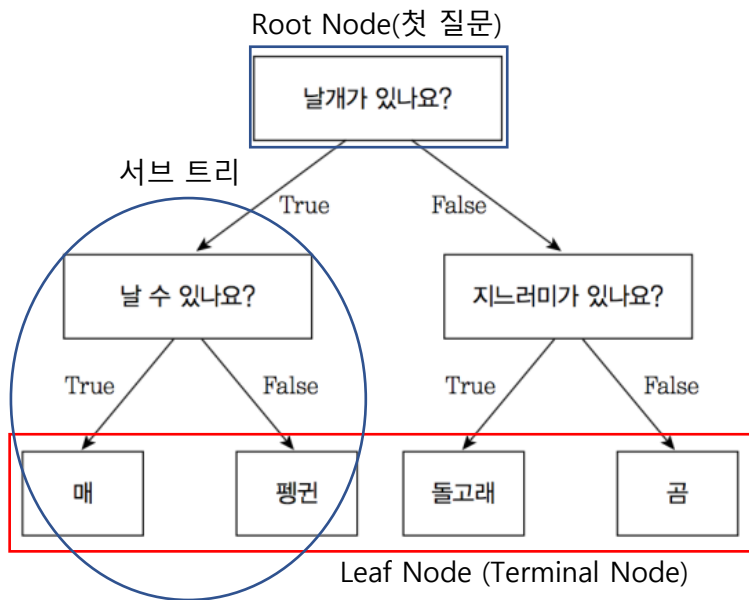 Root Node(첫 질문)
날개가 있나요?
서브 트리
True
False
날 수 있나요?
지느러미가 있나요?
True
False
True
False
매
펭귄
돌고래
곰
Leaf Node (Terminal Node)